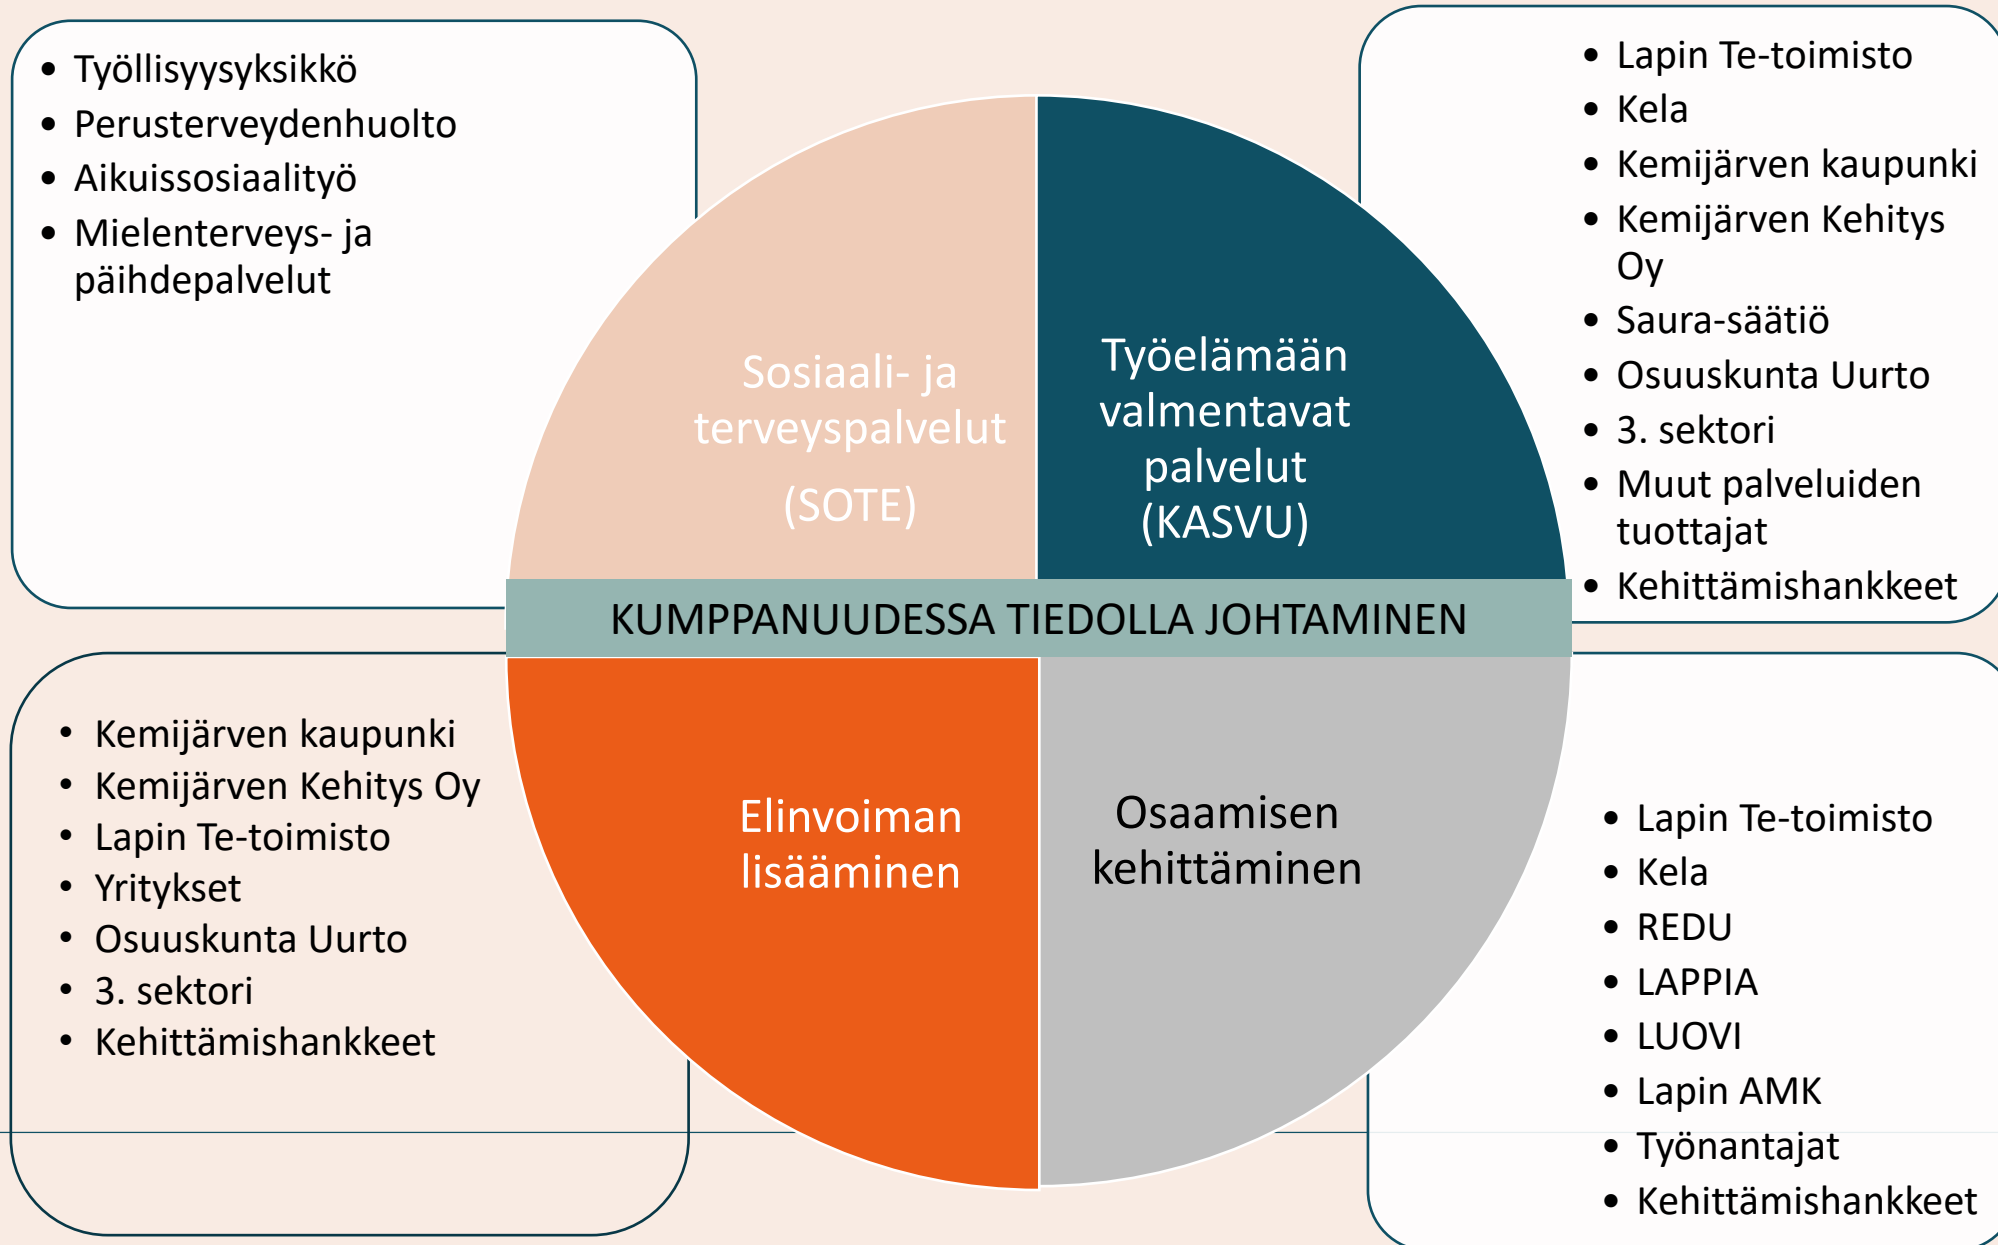 • Työllisyysyksikkö
• Perusterveydenhuolto
• Aikuissosiaalityö
• Mielenterveys- ja
päihdepalvelut
• Lapin Te-toimisto
• Kela
• Kemijärven kaupunki
• Kemijärven Kehitys
Oy
• Saura-säätiö
• Osuuskunta Uurto
• 3. sektori
• Muut palveluiden
tuottajat
• Kehittämishankkeet
Sosiaali- ja
terveyspalvelut
(SOTE)
Työelämään
valmentavat
palvelut
(KASVU)
KUMPPANUUDESSA TIEDOLLA JOHTAMINEN
• Kemijärven kaupunki
• Kemijärven Kehitys Oy
• Lapin Te-toimisto
• Yritykset
• Osuuskunta Uurto
• 3. sektori
• Kehittämishankkeet
Elinvoiman
lisääminen
Osaamisen
kehittäminen
• Lapin Te-toimisto
• Kela
• REDU
• LAPPIA
• LUOVI
• Lapin AMK
• Työnantajat
• Kehittämishankkeet